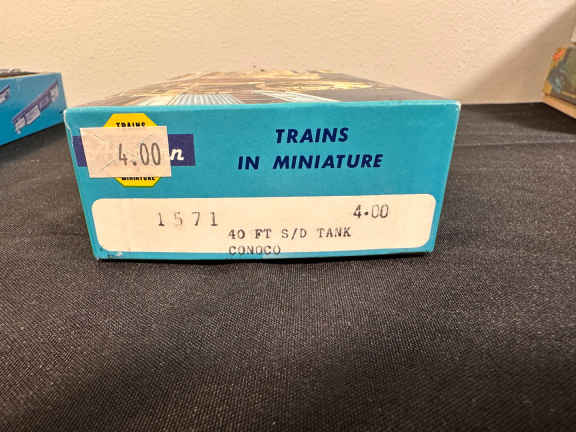 TRAINS
4.00
n
MINIATURE
TRAINS
IN MINIATURE
1571 4.00
40 FT S/D TANK
CONOCO